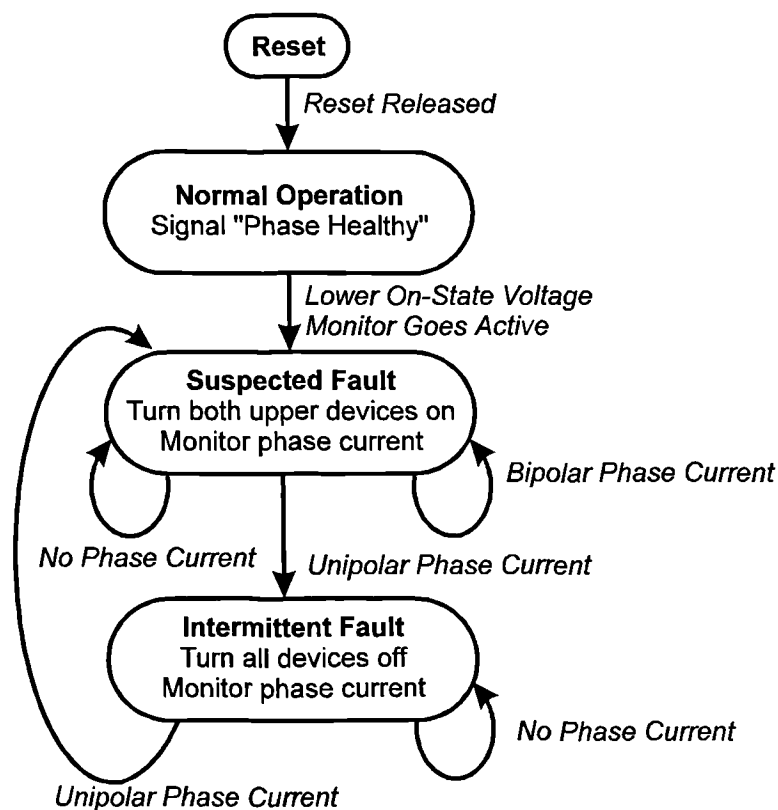 Reset
Reset Released
Normal Operation
Signal "Phase Healthy"
Lower On-State Voltage
Monitor Goes Active
Suspected Fault
Turn both upper devices on
Monitor phase current
Bipolar Phase Current
No Phase Current
Unipolar Phase Current
Intermittent Fault
Turn all devices off
Monitor phase current
No Phase Current
Unipolar Phase Current